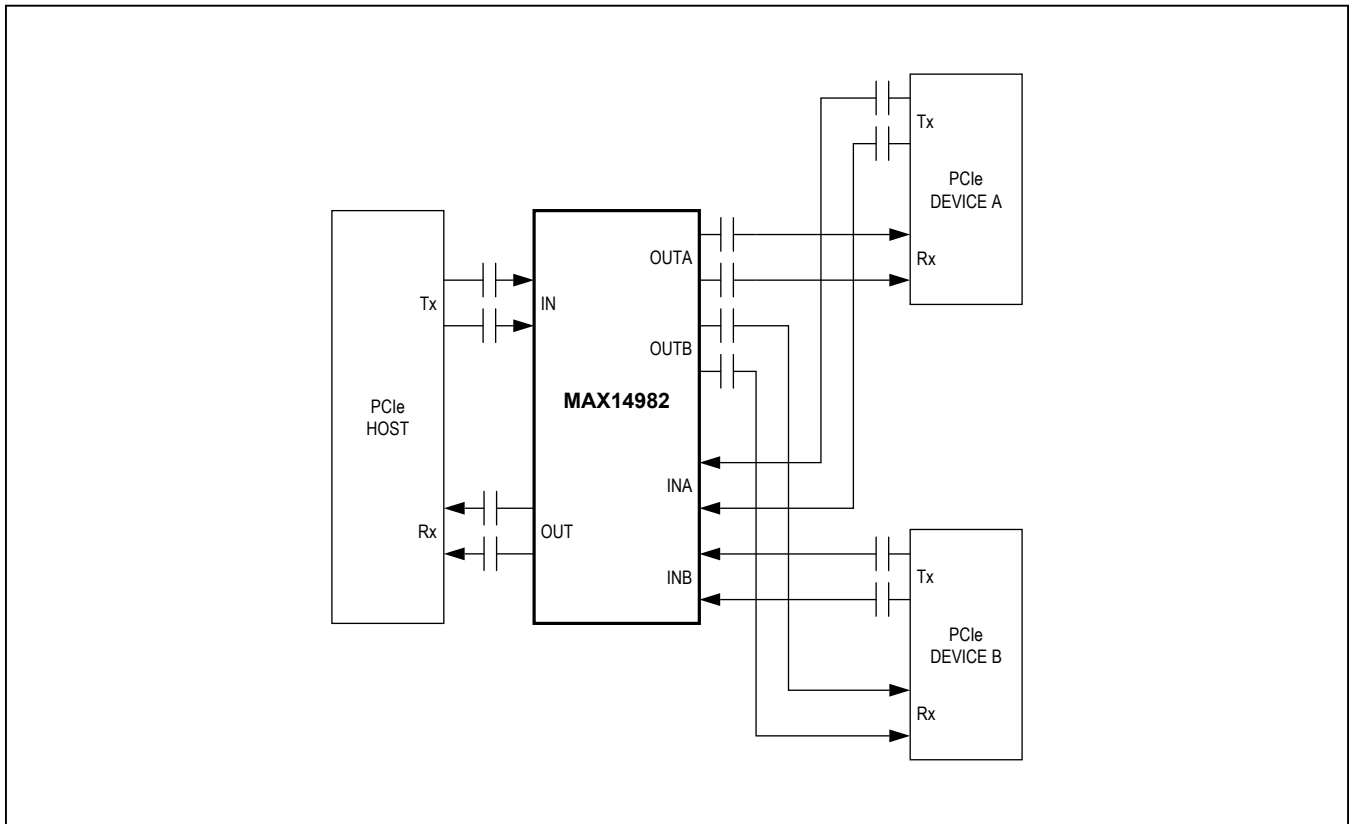 Tx
PCIe
DEVICE A
Rx
PCIe
HOST
Tx
Rx
IN
OUT
MAX14982
OUTA
OUTB
INA
INB
Tx
PCIe
DEVICE B
Rx